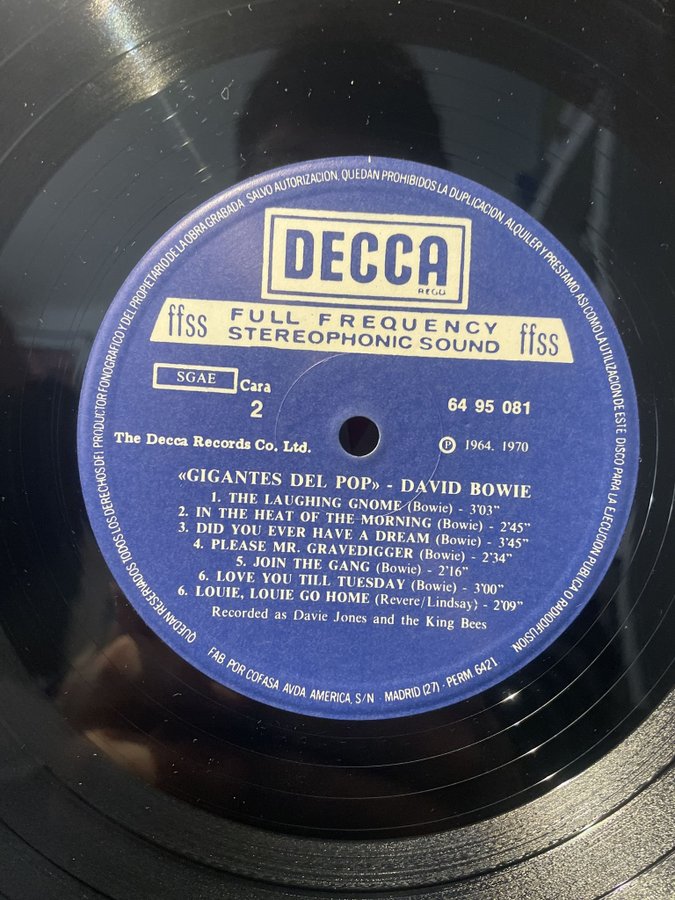 QUEDAN RESERVADOS TODOS LOS DERECHOS DEL PRODUCTOR FONOGRAFICO Y DEL PROPIETARIO DE LA OBRA GRABADA. SALVO AUTORIZACION, QUEDAN PROHIBIDOS LA DUPLICACION, ALQUILER Y PRESTAMO, ASI COMO LA UTILIZACION DE ESTE DISCO PARA LA EJECUCION PUBLICA O RADIODIFUSION
DECCA
REGD
ffss FULL FREQUENCY ffss
STEREOPHONIC SOUND
SGAE Cara
2 64 95 081
The Decca Records Co. Ltd. Ⓟ 1964. 1970
«GIGANTES DEL POP» - DAVID BOWIE
1. THE LAUGHING GNOME (Bowie) - 3'03”
2. IN THE HEAT OF THE MORNING (Bowie) - 2'45”
3. DID YOU EVER HAVE A DREAM (Bowie) - 3'45”
4. PLEASE MR. GRAVEDIGGER (Bowie) - 2'34”
5. JOIN THE GANG (Bowie) - 2'16”
6. LOVE YOU TILL TUESDAY (Bowie) - 3'00”
6. LOUIE, LOUIE GO HOME (Revere/Lindsay) - 2'09”
Recorded as Davie Jones and the King Bees
FAB POR COFASA AVDA AMERICA, S/N - MADRID (27) - PERM. 6421